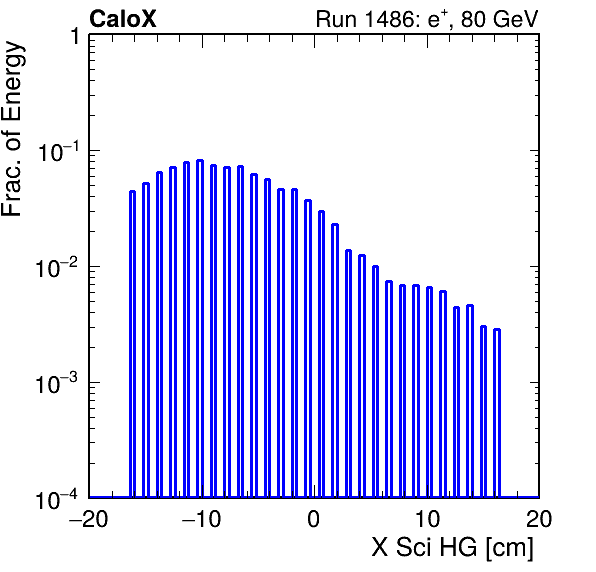 CaloX Run 1486: e⁺, 80 GeV
Frac. of Energy
1
10⁻¹
10⁻²
10⁻³
10⁻⁴
−20 −10 0 10 20
X Sci HG [cm]